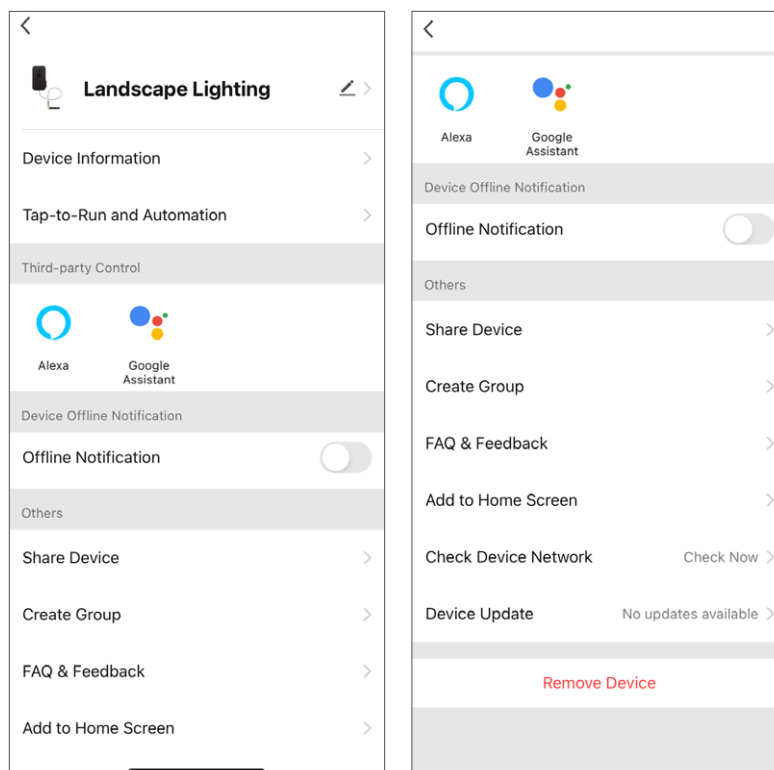 Landscape Lighting
Device Information
Tap-to-Run and Automation
Third-party Control
Alexa
Google
Assistant
Device Offline Notification
Offline Notification
Others
Share Device
Create Group
FAQ & Feedback
Add to Home Screen
Alexa
Google
Assistant
Device Offline Notification
Offline Notification
Others
Share Device
Create Group
FAQ & Feedback
Add to Home Screen
Check Device Network Check Now
Device Update No updates available
Remove Device